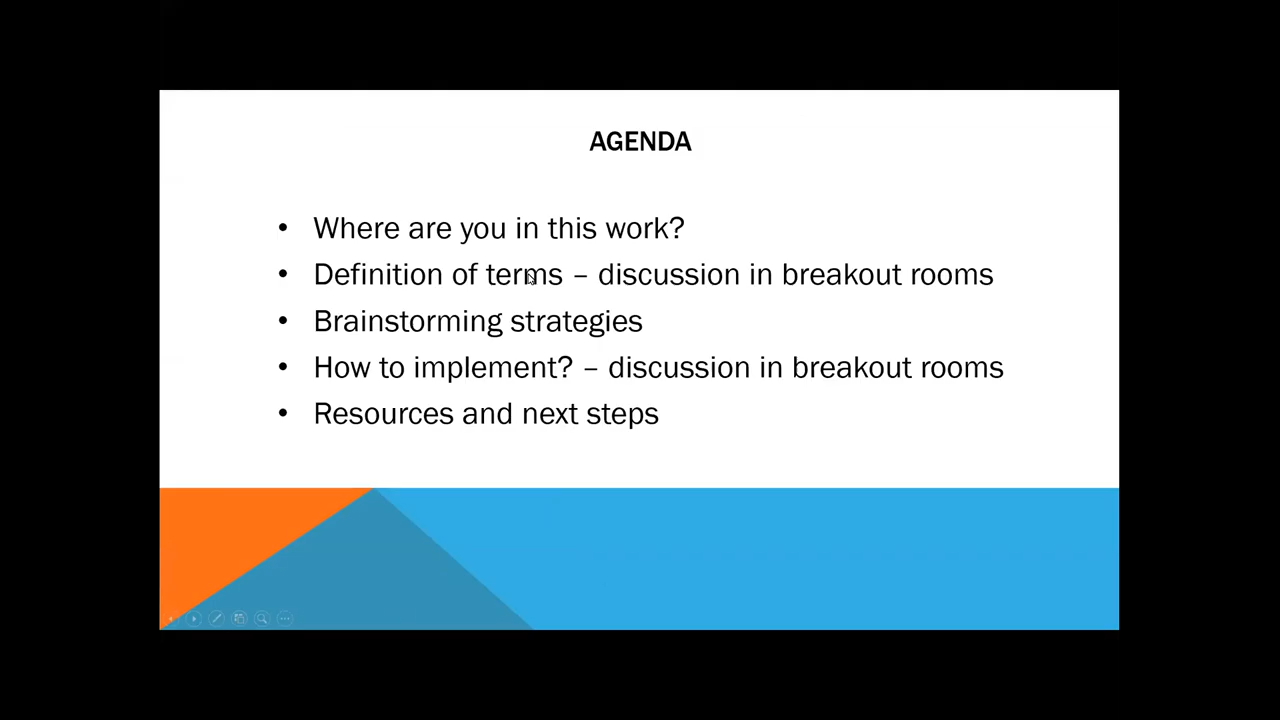 AGENDA
• Where are you in this work?
• Definition of terms – discussion in breakout rooms
• Brainstorming strategies
• How to implement? – discussion in breakout rooms
• Resources and next steps